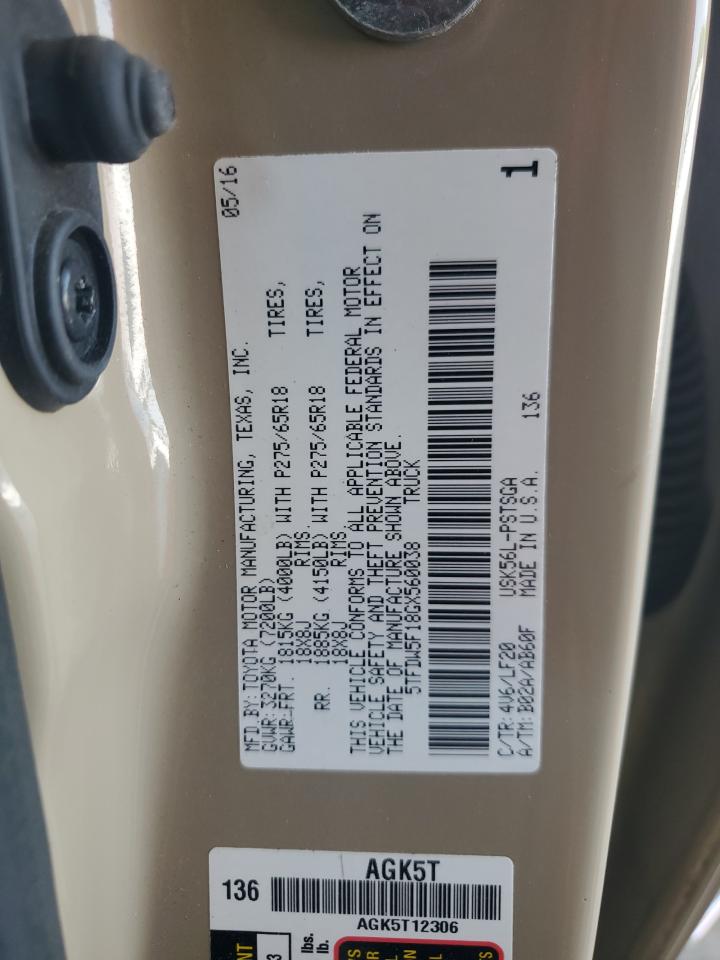 05/16
MFD. BY: TOYOTA MOTOR MANUFACTURING, TEXAS, INC.
GVWR: 3270KG (7200LB)
GAWR: FRT. 1815KG (4000LB) WITH P275/65R18 TIRES,
18X8J RIMS,
RR. 1885KG (4150LB) WITH P275/65R18 TIRES,
18X8J RIMS.
THIS VEHICLE CONFORMS TO ALL APPLICABLE FEDERAL MOTOR
VEHICLE SAFETY AND THEFT PREVENTION STANDARDS IN EFFECT ON
THE DATE OF MANUFACTURE SHOWN ABOVE.
5TFDW5F18GX560038 TRUCK
C/TR: 4V6/LF20 USK56L-PSTSGA 136
A/TM: B02A/AB60F MADE IN U.S.A.
1
AGK5T
136
AGK5T12306
lbs.
lb.